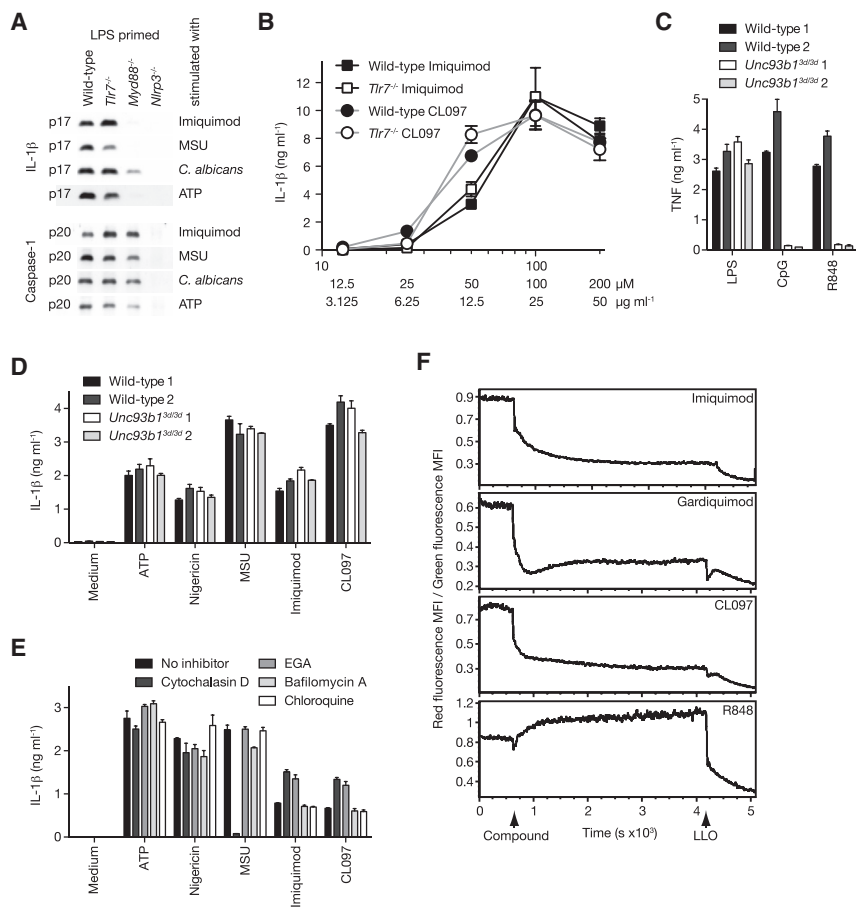 A
LPS primed
Wild-type
Tlr7-/-
Myd88-/-
Nlrp3-/-
stimulated with
IL-1β
p17 Imiquimod
p17 MSU
p17 C. albicans
p17 ATP
Caspase-1
p20 Imiquimod
p20 MSU
p20 C. albicans
p20 ATP
B
Wild-type Imiquimod
Tlr7-/- Imiquimod
Wild-type CL097
Tlr7-/- CL097
IL-1β (ng ml-1)
14
12
10
8
6
4
2
0
10 100
12.5 25 50 100 200 μM
3.125 6.25 12.5 25 50 μg ml-1
C
Wild-type 1
Wild-type 2
Unc93b13d/3d 1
Unc93b13d/3d 2
TNF (ng ml-1)
5
4
3
2
1
0
LPS
CpG
R848
D
Wild-type 1
Wild-type 2
Unc93b13d/3d 1
Unc93b13d/3d 2
IL-1β (ng ml-1)
4
3
2
1
0
Medium
ATP
Nigericin
MSU
Imiquimod
CL097
E
No inhibitor
Cytochalasin D
EGA
Bafilomycin A
Chloroquine
IL-1β (ng ml-1)
3
2
1
0
Medium
ATP
Nigericin
MSU
Imiquimod
CL097
F
Red fluorescence MFI / Green fluorescence MFI
Imiquimod
0.9
0.7
0.5
0.3
Gardiquimod
0.6
0.5
0.4
0.3
0.2
CL097
0.7
0.5
0.3
0.1
R848
1.2
1
0.8
0.6
0.4
0 1 2 3 4 5
Compound
Time (s x103)
LLO